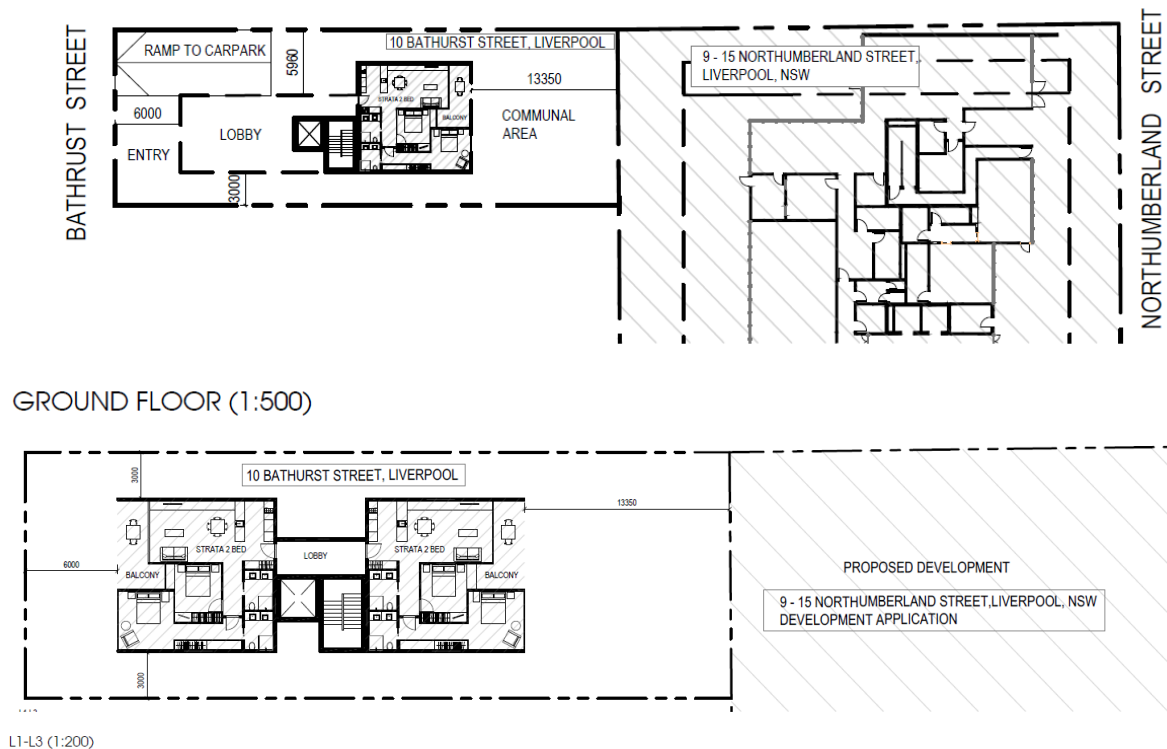 BATHRUST STREET
RAMP TO CARPARK
5960
10 BATHURST STREET, LIVERPOOL
9 - 15 NORTHUMBERLAND STREET,
LIVERPOOL, NSW
NORTHUMBERLAND STREET
13350
6000
STRATA 2 BED
BALCONY
COMMUNAL
AREA
LOBBY
ENTRY
3000
GROUND FLOOR (1:500)
3000
10 BATHURST STREET, LIVERPOOL
13350
STRATA 2 BED
LOBBY
STRATA 2 BED
6000
BALCONY
BALCONY
PROPOSED DEVELOPMENT
9 - 15 NORTHUMBERLAND STREET,LIVERPOOL, NSW
DEVELOPMENT APPLICATION
3000
L1-L3 (1:200)